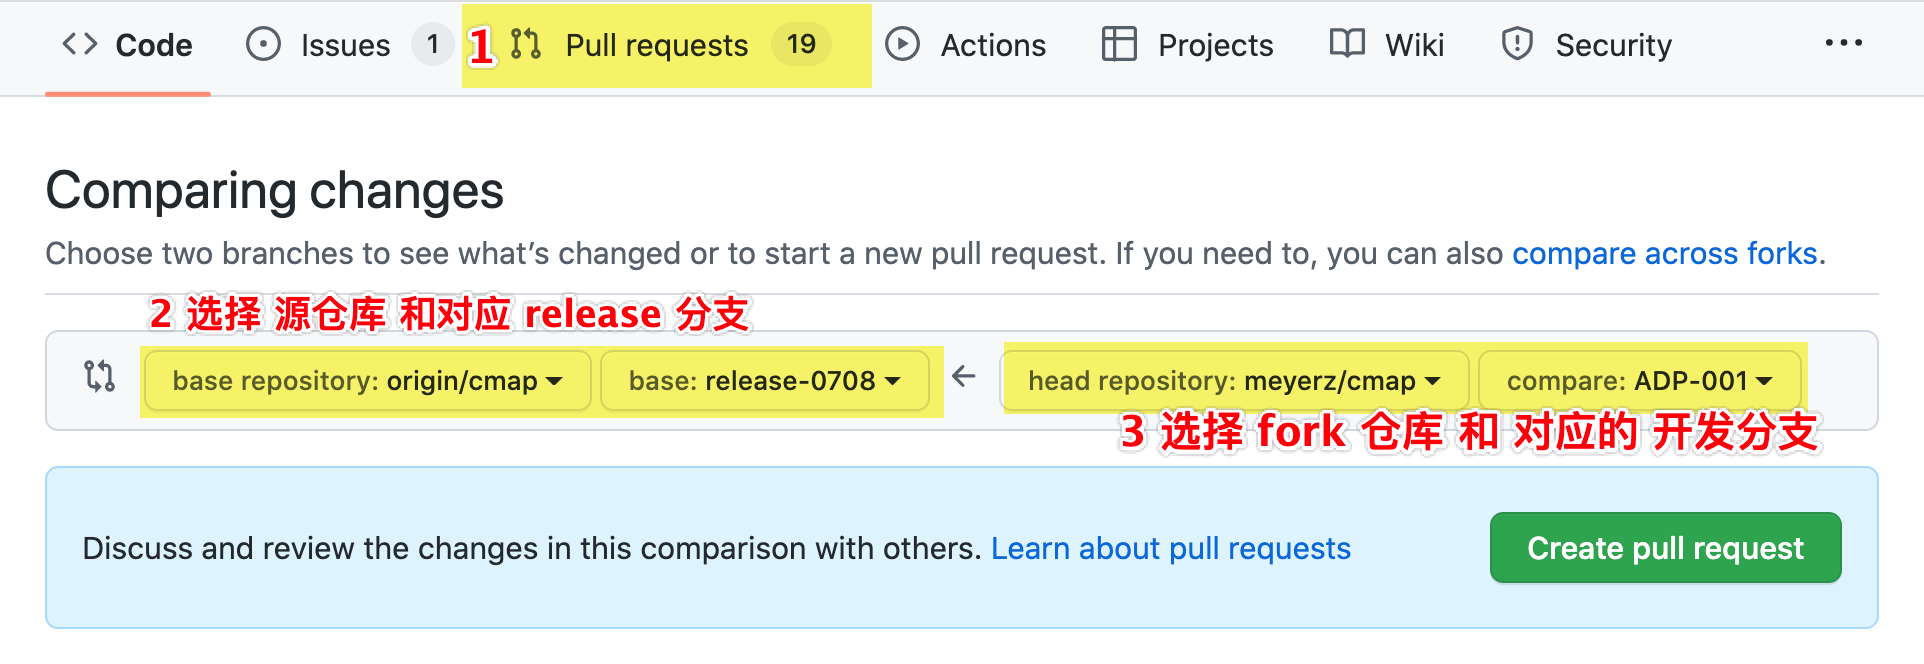 Code Issues 1 1 Pull requests 19 Actions Projects Wiki Security
Comparing changes
Choose two branches to see what's changed or to start a new pull request. If you need to, you can also compare across forks.
2 选择 源仓库 和对应 release 分支
base repository: origin/cmap base: release-0708 ← head repository: meyerz/cmap compare: ADP-001
3 选择 fork 仓库 和 对应的 开发分支
Discuss and review the changes in this comparison with others. Learn about pull requests Create pull request